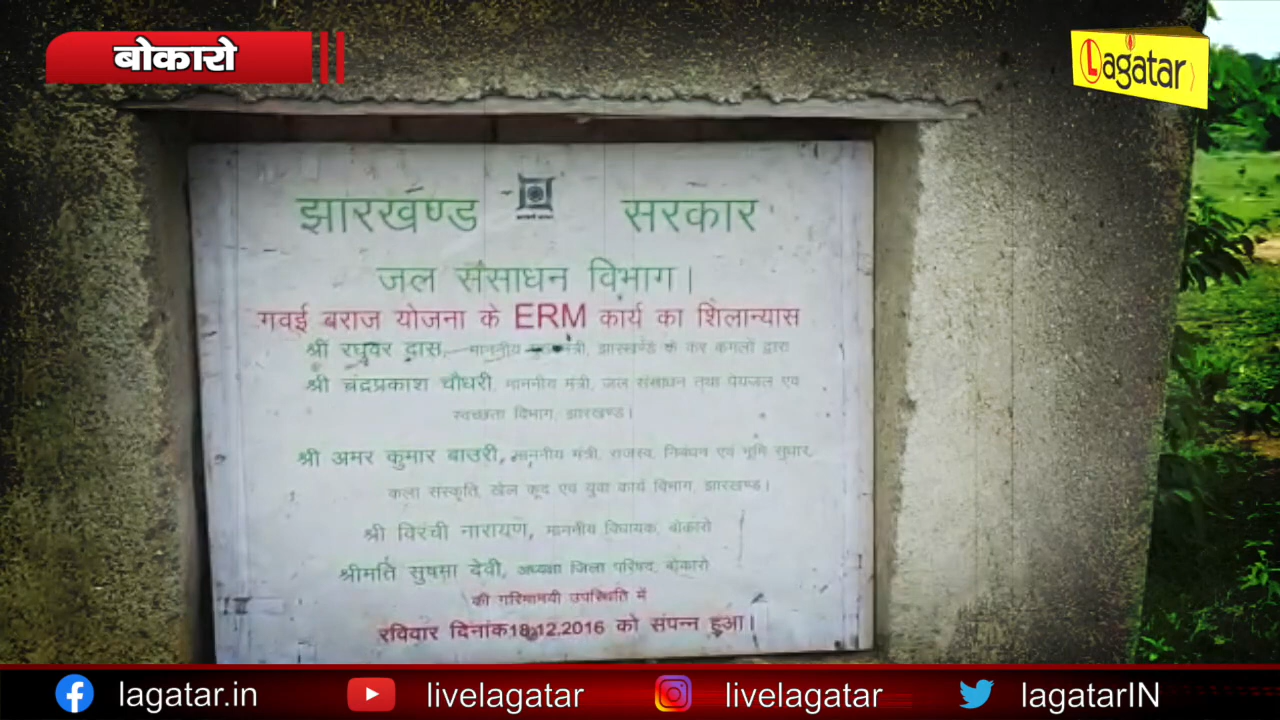 बोकारो
Lagatar
झारखण्ड सरकार
जल संसाधन विभाग।
गवई बराज योजना के ERM कार्य का शिलान्यास
श्री रघुवर दास, माननीय झारखण्ड के कर कमलों द्वारा
श्री चंद्रप्रकाश चौधरी, माननीय मंत्री, जल संसाधन तथा पेयजल एवं
स्वच्छता विभाग, झारखण्ड।
श्री अमर कुमार बाउरी, माननीय मंत्री, राजस्व, निबंधन एवं भूमि सुधार,
कला संस्कृति, खेल कूद एवं युवा कार्य विभाग, झारखण्ड।
श्री विरंची नारायण, माननीय विधायक, बोकारो
श्रीमति सुषमा देवी, अध्यक्षा जिला परिषद, बोकारो
की गरिमामयी उपस्थिति में
रविवार दिनांक18.12.2016 को संपन्न हुआ।
lagatar.in livelagatar livelagatar lagatarIN